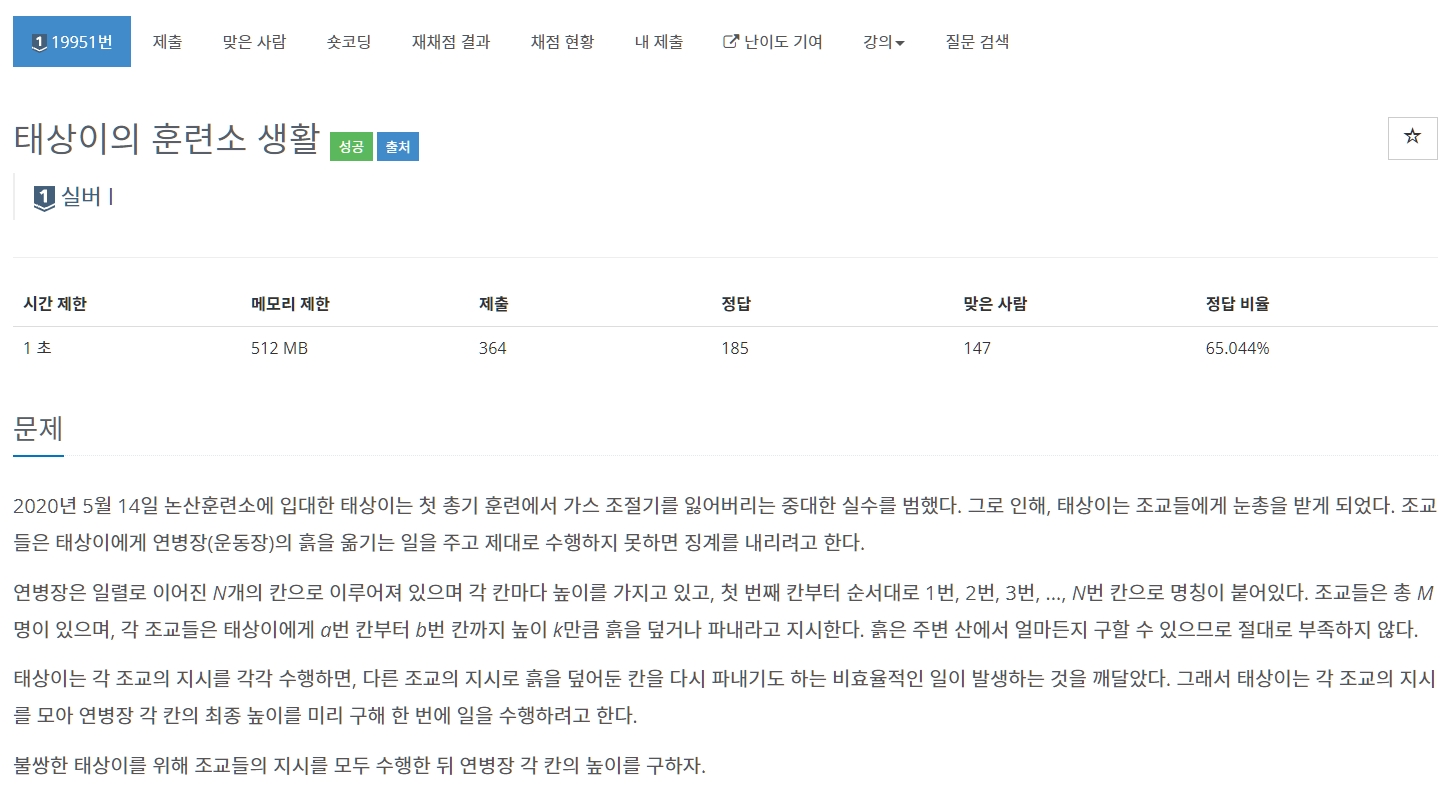 1 19951번 제출 맞은 사람 숏코딩 재채점 결과 채점 현황 내 제출 난이도 기여 강의 질문 검색
태상이의 훈련소 생활 성공 출처
1 실버 I
시간 제한 메모리 제한 제출 정답 맞은 사람 정답 비율
1 초 512 MB 364 185 147 65.044%
문제
2020년 5월 14일 논산훈련소에 입대한 태상이는 첫 총기 훈련에서 가스 조절기를 잃어버리는 중대한 실수를 범했다. 그로 인해, 태상이는 조교들에게 눈총을 받게 되었다. 조교
들은 태상이에게 연병장(운동장)의 흙을 옮기는 일을 주고 제대로 수행하지 못하면 징계를 내리려고 한다.
연병장은 일렬로 이어진 N개의 칸으로 이루어져 있으며 각 칸마다 높이를 가지고 있고, 첫 번째 칸부터 순서대로 1번, 2번, 3번, ..., N번 칸으로 명칭이 붙어있다. 조교들은 총 M
명이 있으며, 각 조교들은 태상이에게 a번 칸부터 b번 칸까지 높이 k만큼 흙을 덮거나 파내라고 지시한다. 흙은 주변 산에서 얼마든지 구할 수 있으므로 절대로 부족하지 않다.
태상이는 각 조교의 지시를 각각 수행하면, 다른 조교의 지시로 흙을 덮어둔 칸을 다시 파내기도 하는 비효율적인 일이 발생하는 것을 깨달았다. 그래서 태상이는 각 조교의 지시
를 모아 연병장 각 칸의 최종 높이를 미리 구해 한 번에 일을 수행하려고 한다.
불쌍한 태상이를 위해 조교들의 지시를 모두 수행한 뒤 연병장 각 칸의 높이를 구하자.